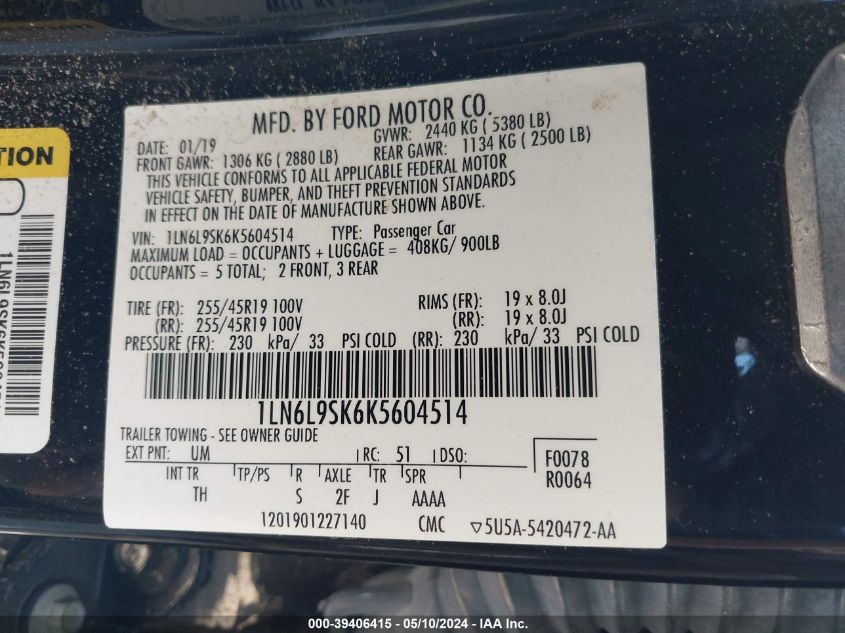 MFD. BY FORD MOTOR CO.
DATE: 01/19 GVWR: 2440 KG ( 5380 LB)
FRONT GAWR: 1306 KG ( 2880 LB) REAR GAWR: 1134 KG ( 2500 LB)
THIS VEHICLE CONFORMS TO ALL APPLICABLE FEDERAL MOTOR
VEHICLE SAFETY, BUMPER, AND THEFT PREVENTION STANDARDS
IN EFFECT ON THE DATE OF MANUFACTURE SHOWN ABOVE.
VIN: 1LN6L9SK6K5604514 TYPE: Passenger Car
MAXIMUM LOAD = OCCUPANTS + LUGGAGE = 408KG/ 900LB
OCCUPANTS = 5 TOTAL; 2 FRONT, 3 REAR
TIRE (FR): 255/45R19 100V RIMS (FR): 19 x 8.0J
(RR): 255/45R19 100V (RR): 19 x 8.0J
PRESSURE (FR): 230 kPa/ 33 PSI COLD (RR): 230 kPa/ 33 PSI COLD
1LN6L9SK6K5604514
TRAILER TOWING - SEE OWNER GUIDE
EXT PNT: UM RC: 51 DSO: F0078
INT TR TP/PS R AXLE TR SPR R0064
TH S 2F J AAAA
1201901227140 CMC ▽5U5A-5420472-AA
000-39406415 - 05/10/2024 - IAA Inc.